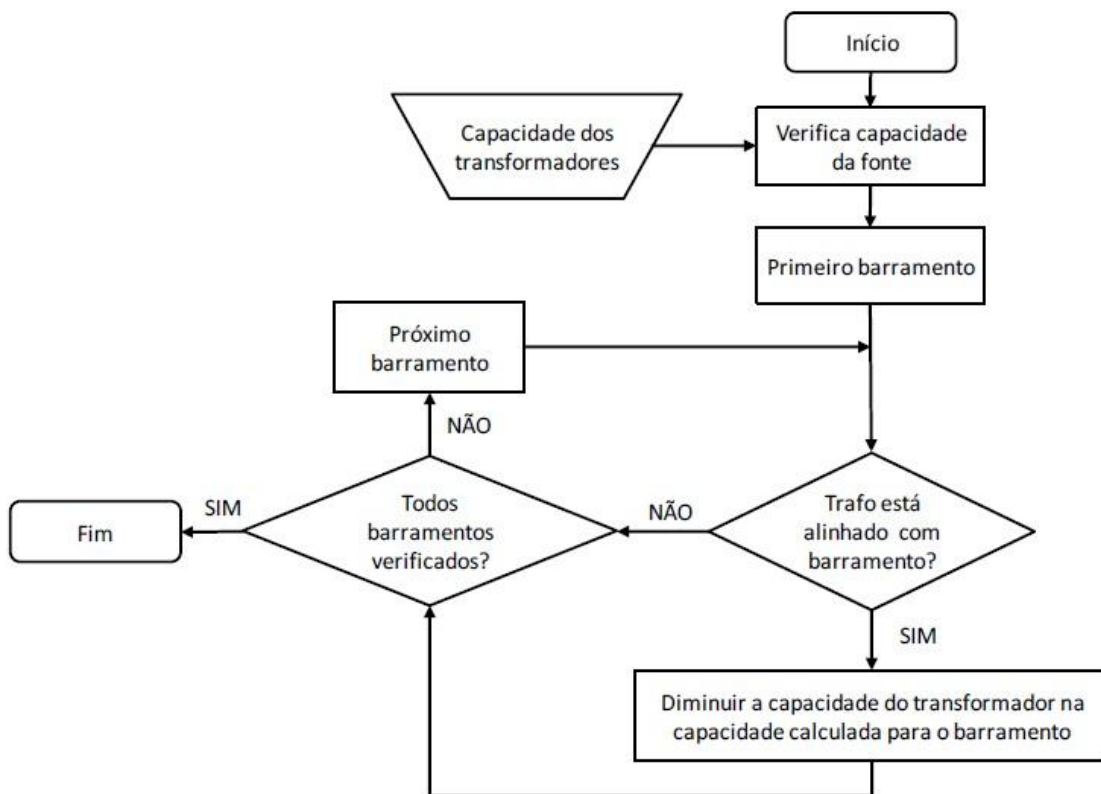 Início
Capacidade dos
transformadores
Verifica capacidade
da fonte
Primeiro barramento
Próximo
barramento
NÃO
SIM
Fim
Todos
barramentos
verificados?
NÃO
Trafo está
alinhado com
barramento?
SIM
Diminuir a capacidade do transformador na
capacidade calculada para o barramento